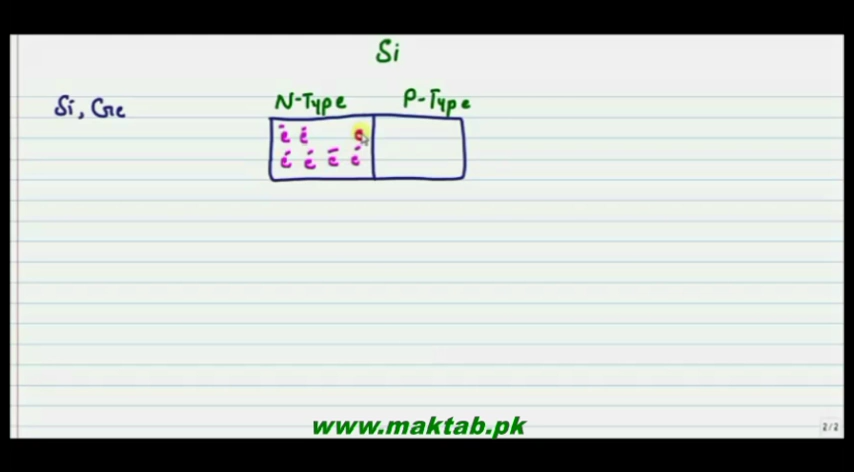 Si
Si, Ge
N-Type P-Type
ē ē e
ē ē ē ē
www.maktab.pk
2/2